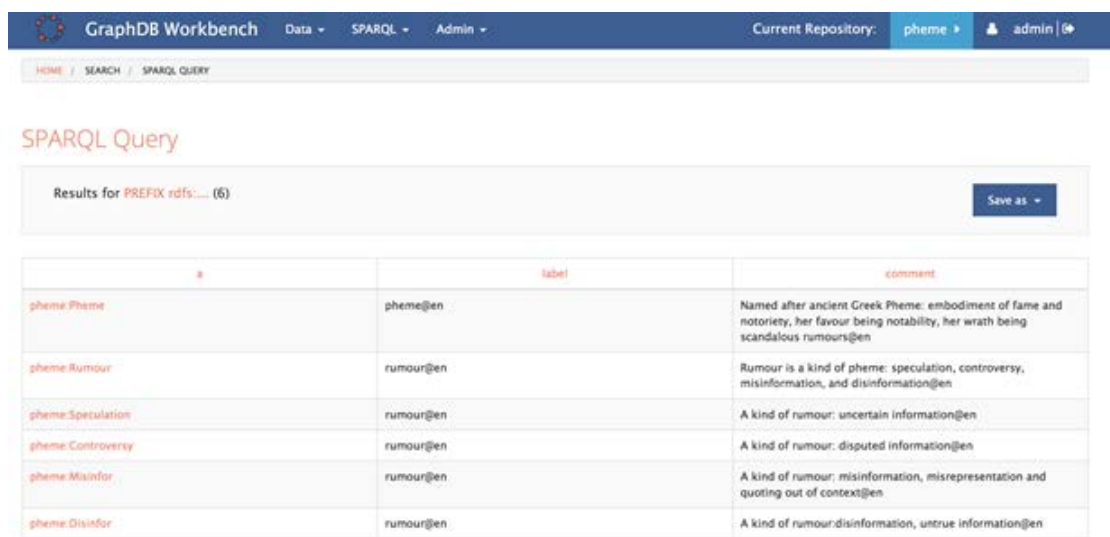 GraphDB Workbench Data SPARQL Admin Current Repository: pheme admin
HOME / SEARCH / SPARQL QUERY
SPARQL Query
Results for PREFIX rdfs:... (6)
Save as
a label comment
pheme:Pheme pheme@en Named after ancient Greek Pheme: embodiment of fame and
notoriety, her favour being notability, her wrath being
scandalous rumours@en
pheme:Rumour rumour@en Rumour is a kind of pheme: speculation, controversy,
misinformation, and disinformation@en
pheme:Speculation rumour@en A kind of rumour: uncertain information@en
pheme:Controversy rumour@en A kind of rumour: disputed information@en
pheme:Misinfor rumour@en A kind of rumour: misinformation, misrepresentation and
quoting out of context@en
pheme:Disinfor rumour@en A kind of rumour:disinformation, untrue information@en